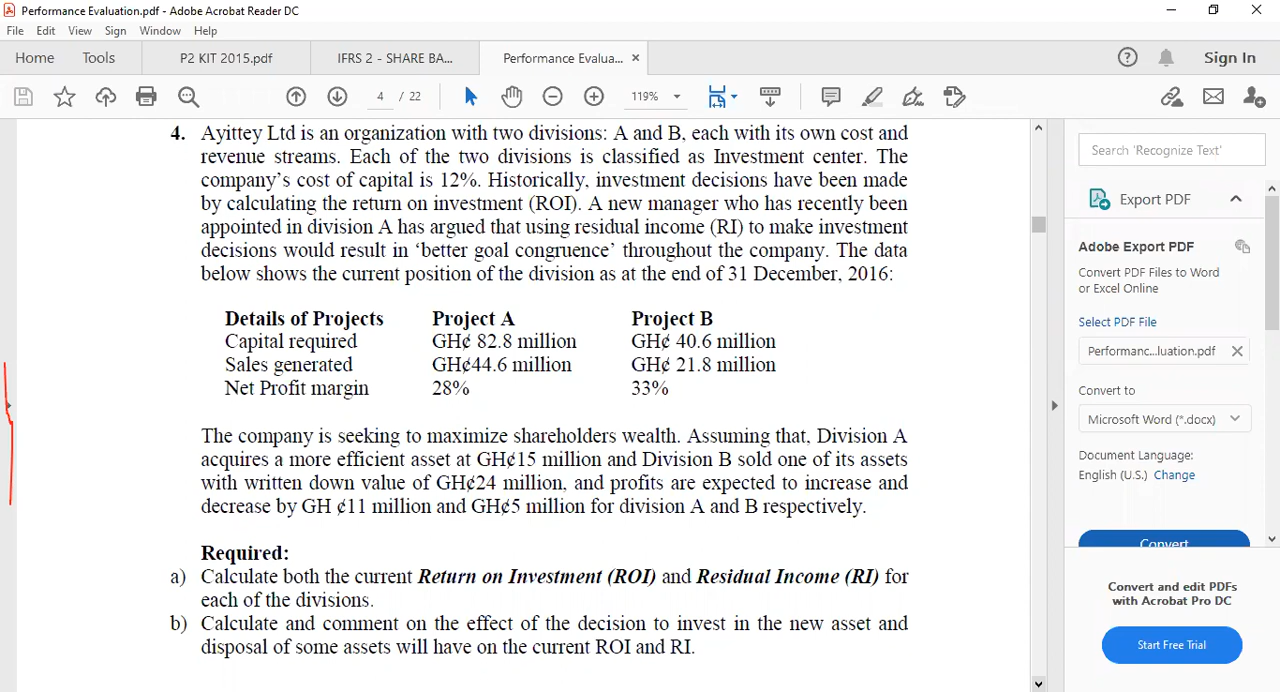 Performance Evaluation.pdf - Adobe Acrobat Reader DC
File Edit View Sign Window Help
Home Tools P2 KIT 2015.pdf IFRS 2 - SHARE BA... Performance Evalua... × Sign In
4 / 22 119%
4. Ayittey Ltd is an organization with two divisions: A and B, each with its own cost and
revenue streams. Each of the two divisions is classified as Investment center. The
company's cost of capital is 12%. Historically, investment decisions have been made
by calculating the return on investment (ROI). A new manager who has recently been
appointed in division A has argued that using residual income (RI) to make investment
decisions would result in 'better goal congruence' throughout the company. The data
below shows the current position of the division as at the end of 31 December, 2016:
Details of Projects Project A Project B
Capital required GH¢ 82.8 million GH¢ 40.6 million
Sales generated GH¢44.6 million GH¢ 21.8 million
Net Profit margin 28% 33%
The company is seeking to maximize shareholders wealth. Assuming that, Division A
acquires a more efficient asset at GH¢15 million and Division B sold one of its assets
with written down value of GH¢24 million, and profits are expected to increase and
decrease by GH ¢11 million and GH¢5 million for division A and B respectively.
Required:
a) Calculate both the current Return on Investment (ROI) and Residual Income (RI) for
each of the divisions.
b) Calculate and comment on the effect of the decision to invest in the new asset and
disposal of some assets will have on the current ROI and RI.
Search 'Recognize Text'
Export PDF
Adobe Export PDF
Convert PDF Files to Word
or Excel Online
Select PDF File
Performanc...luation.pdf ×
Convert to
Microsoft Word (*.docx)
Document Language:
English (U.S.) Change
Convert
Convert and edit PDFs
with Acrobat Pro DC
Start Free Trial